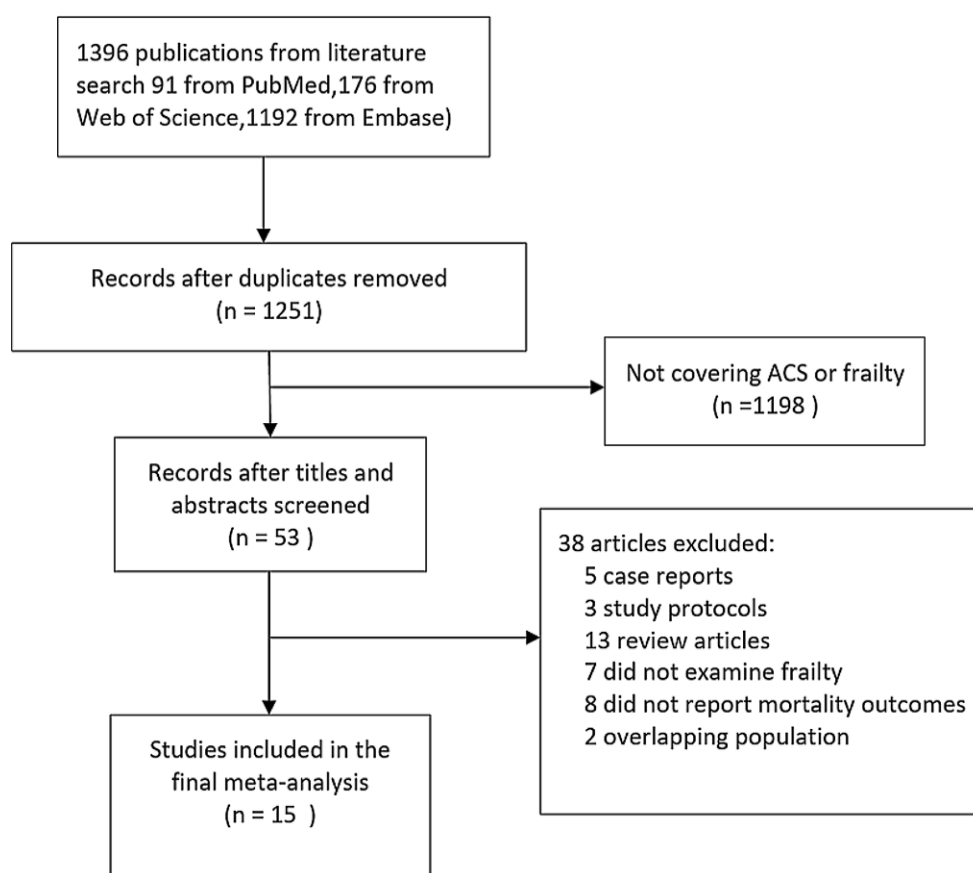 1396 publications from literature
search 91 from PubMed,176 from
Web of Science,1192 from Embase)
Records after duplicates removed
(n = 1251)
Not covering ACS or frailty
(n =1198 )
Records after titles and
abstracts screened
(n = 53 )
38 articles excluded:
5 case reports
3 study protocols
13 review articles
7 did not examine frailty
8 did not report mortality outcomes
2 overlapping population
Studies included in the
final meta-analysis
(n = 15 )